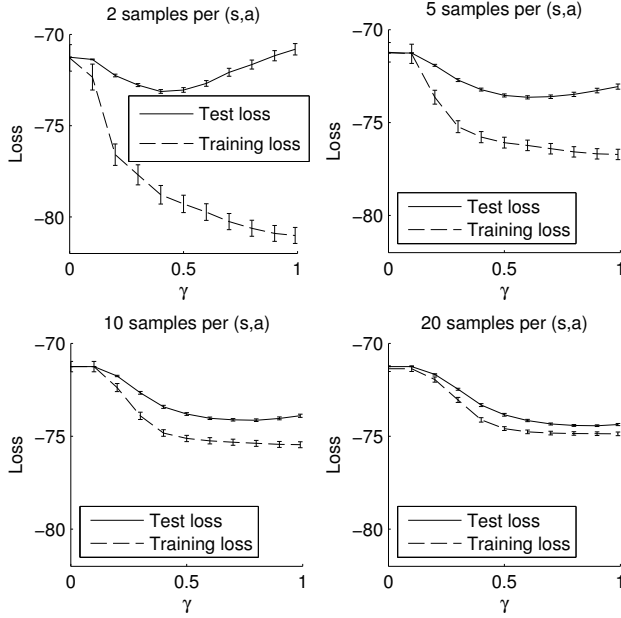 2 samples per (s,a)
−70
−75
−80
Loss
0
0.5
1
γ
Test loss
Training loss
5 samples per (s,a)
−70
−75
−80
Loss
0
0.5
1
γ
Test loss
Training loss
10 samples per (s,a)
−70
−75
−80
Loss
0
0.5
1
γ
Test loss
Training loss
20 samples per (s,a)
−70
−75
−80
Loss
0
0.5
1
γ
Test loss
Training loss